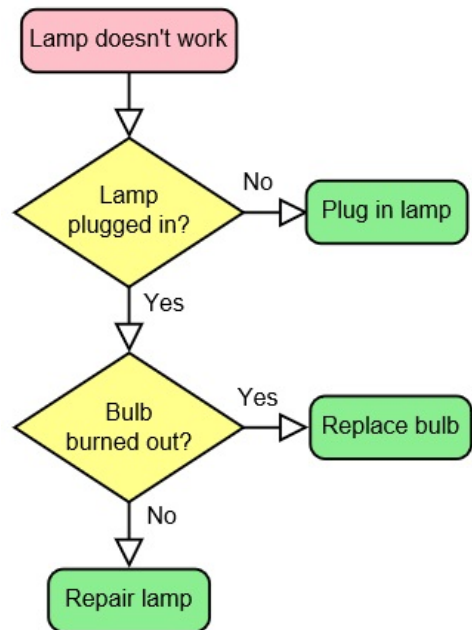 Lamp doesn't work
Lamp
plugged in?
No
Plug in lamp
Yes
Bulb
burned out?
Yes
Replace bulb
No
Repair lamp